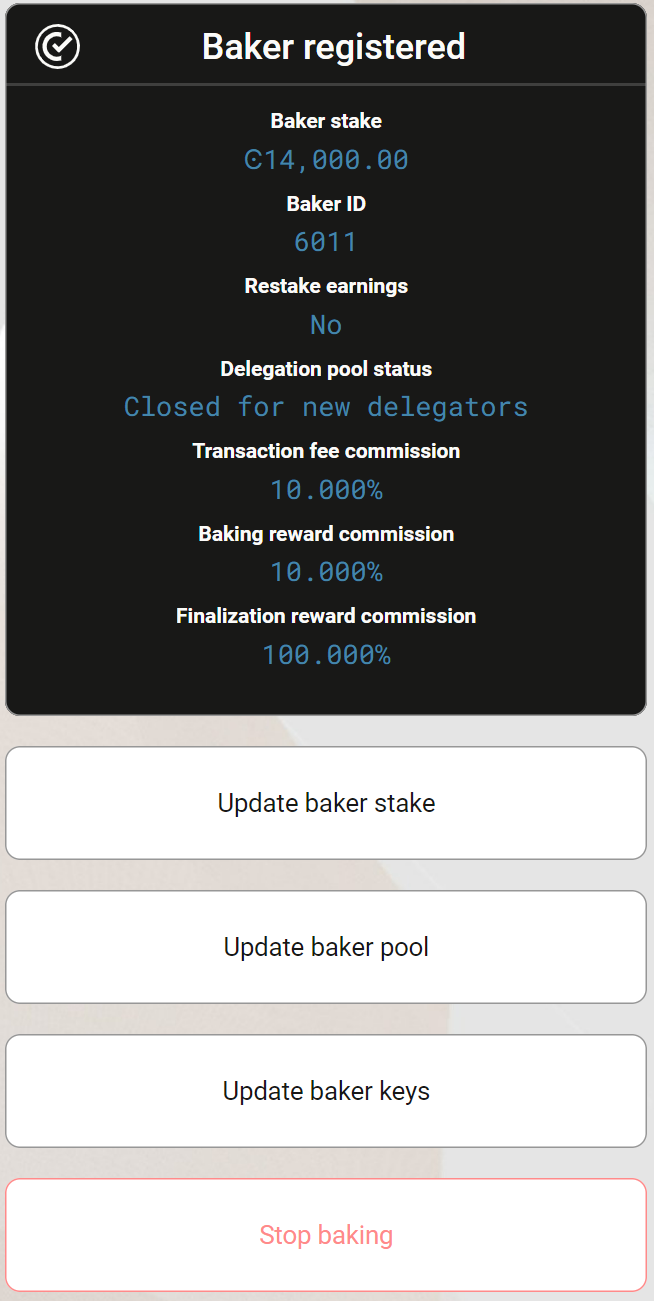 Baker registered
Baker stake
Ͼ14,000.00
Baker ID
6011
Restake earnings
No
Delegation pool status
Closed for new delegators
Transaction fee commission
10.000%
Baking reward commission
10.000%
Finalization reward commission
100.000%
Update baker stake
Update baker pool
Update baker keys
Stop baking